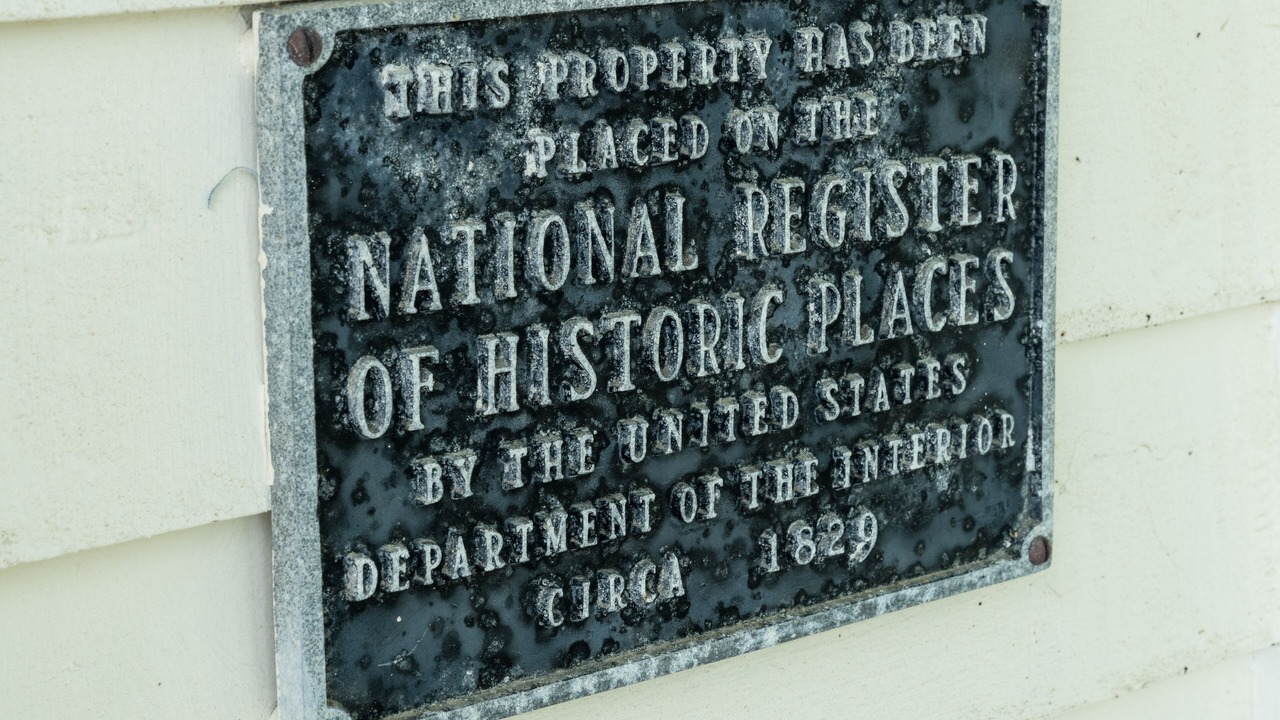 THIS PROPERTY HAS BEEN
PLACED ON THE
NATIONAL REGISTER
OF HISTORIC PLACES
BY THE UNITED STATES
DEPARTMENT OF THE INTERIOR
CIRCA 1829